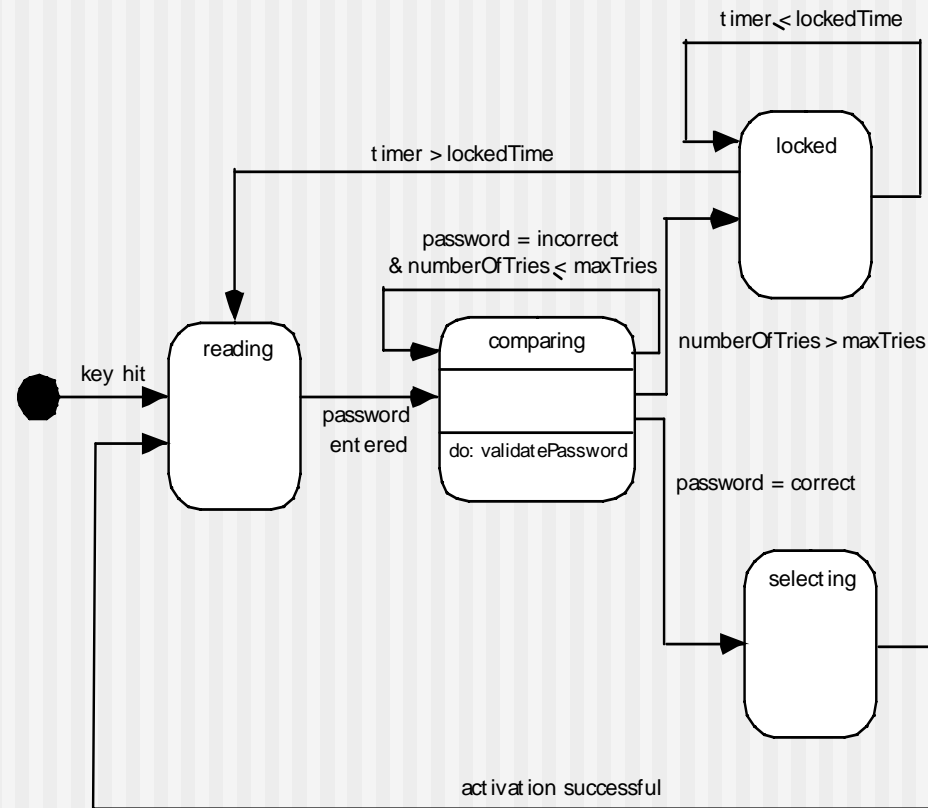 timer < lockedTime
locked
timer > lockedTime
password = incorrect
& numberOfTries < maxTries
reading
comparing
numberOfTries > maxTries
key hit
password
entered
do: validatePassword
password = correct
selecting
activation successful